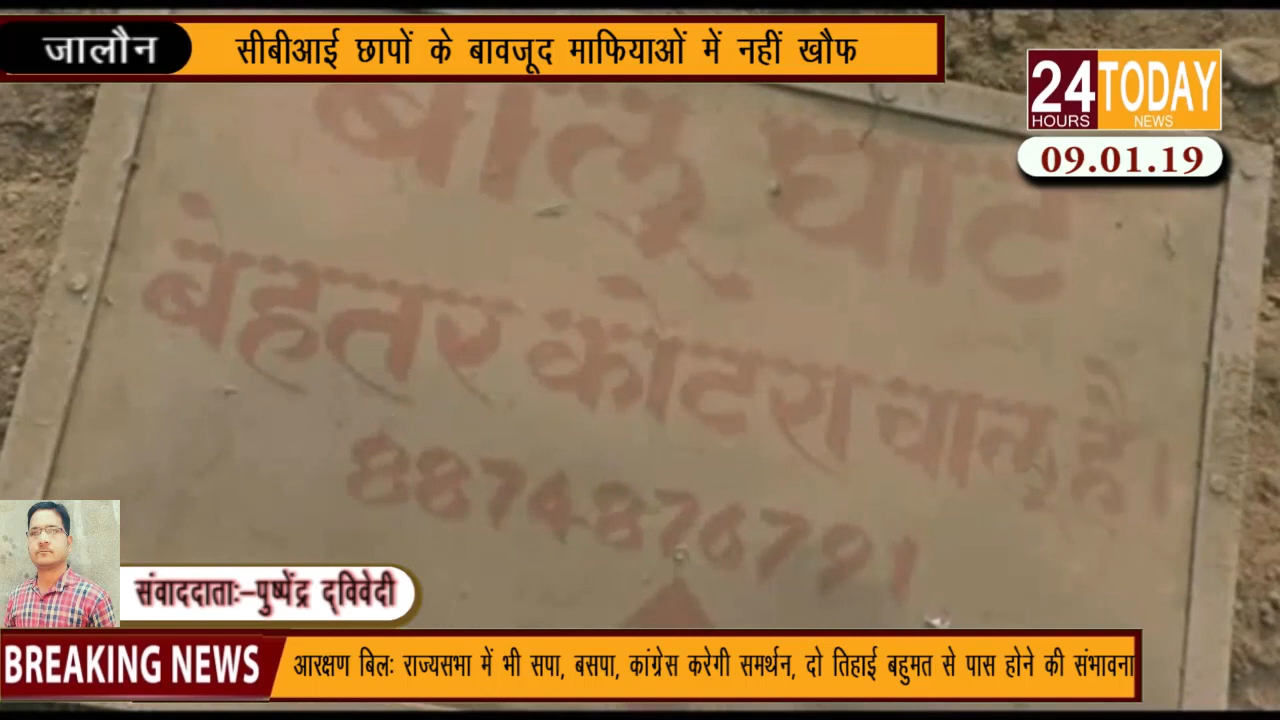 जालौन
सीबीआई छापों के बावजूद माफियाओं में नहीं खौफ
24 TODAY
HOURS NEWS
09.01.19
बालू घाट
बेहतर कोटरा चालू है।
8874876791
संवाददाताः-पुष्पेंद्र द्विवेदी
BREAKING NEWS
आरक्षण बिलः राज्यसभा में भी सपा, बसपा, कांग्रेस करेगी समर्थन, दो तिहाई बहुमत से पास होने की संभावना